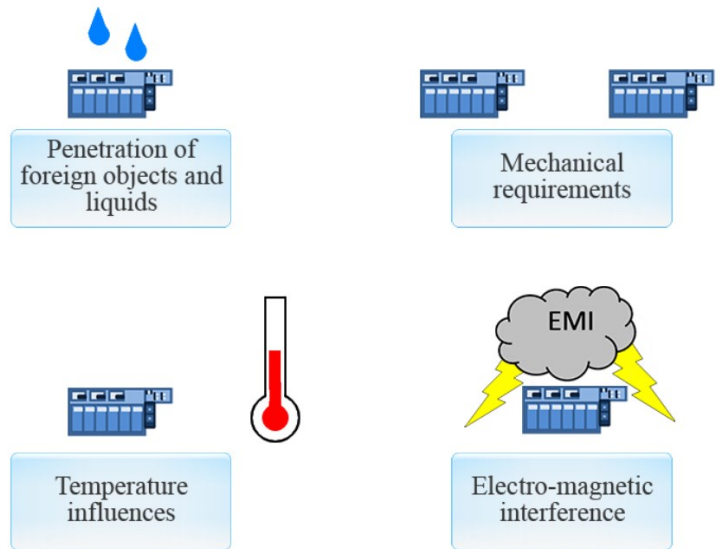 Penetration of
foreign objects and
liquids
Mechanical
requirements
EMI
Temperature
influences
Electro-magnetic
interference